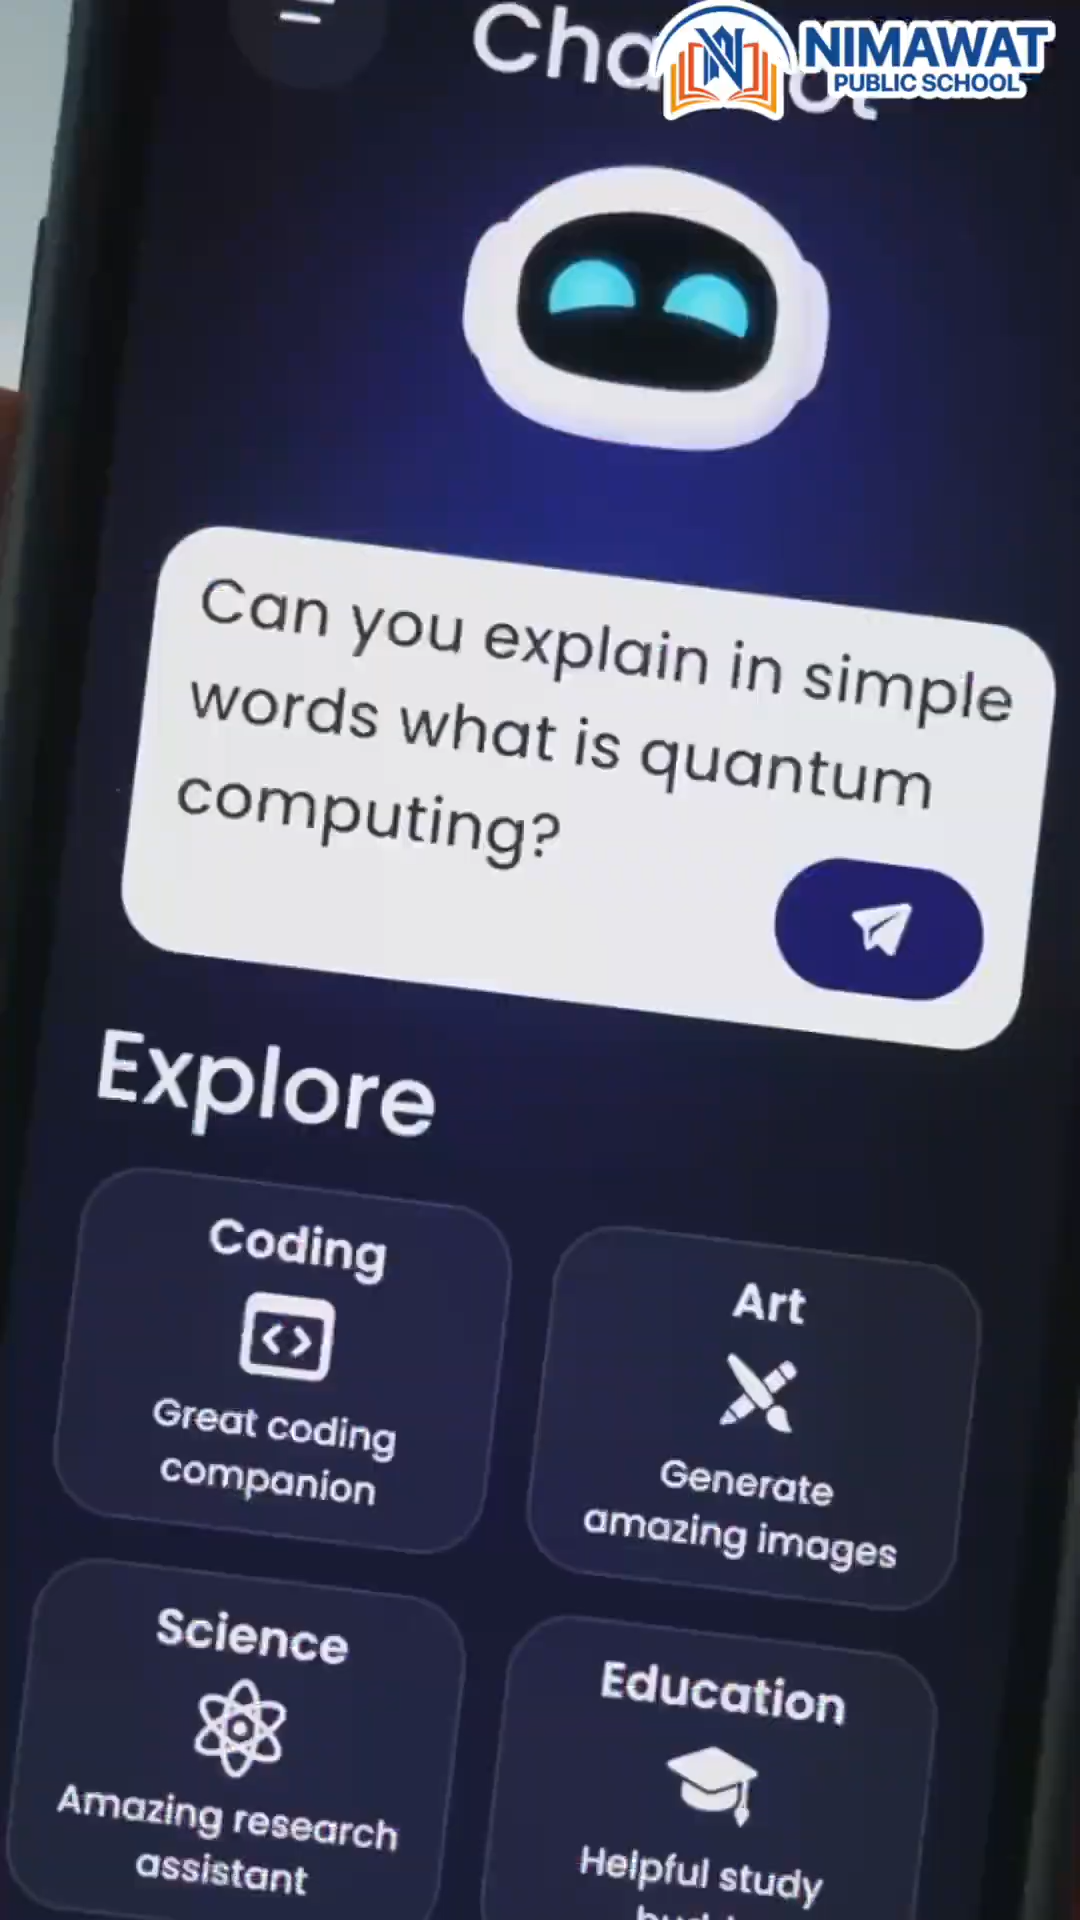 NIMAWAT
PUBLIC SCHOOL
Can you explain in simple
words what is quantum
computing?
Explore
Coding
Great coding
companion
Art
Generate
amazing images
Science
Amazing research
assistant
Education
Helpful study